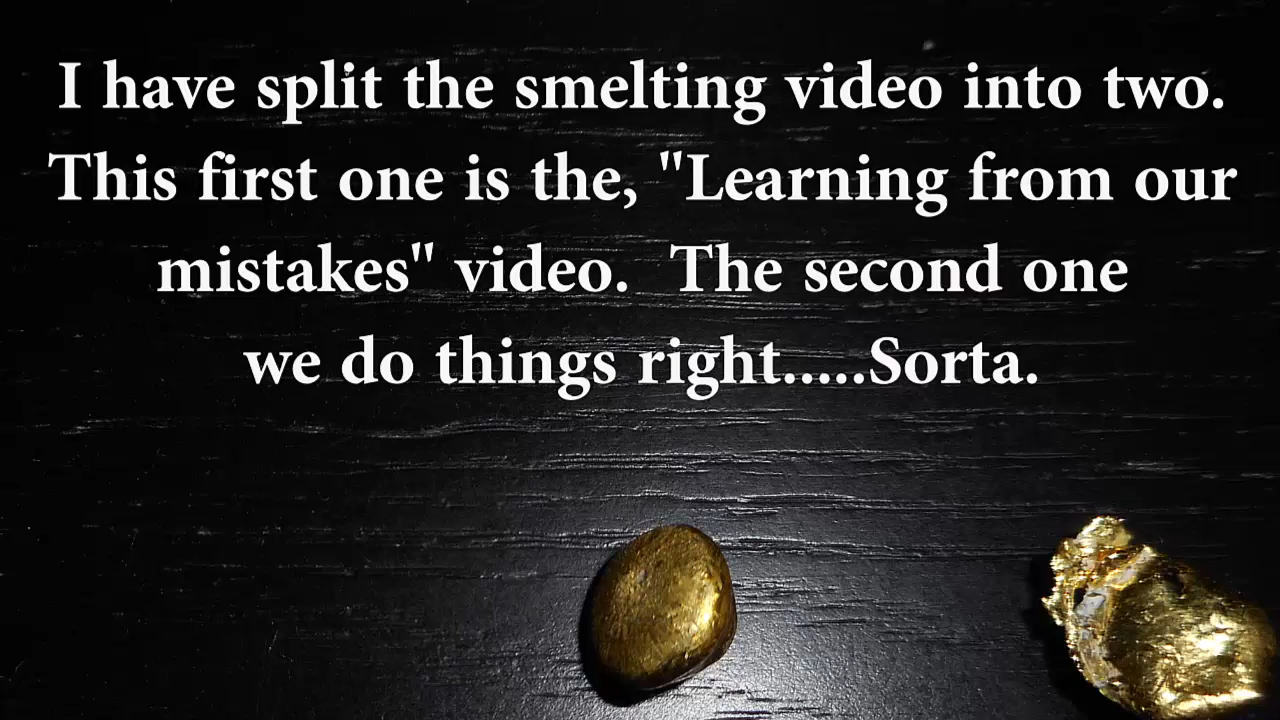 I have split the smelting video into two.
This first one is the, "Learning from our
mistakes" video.  The second one
we do things right.....Sorta.